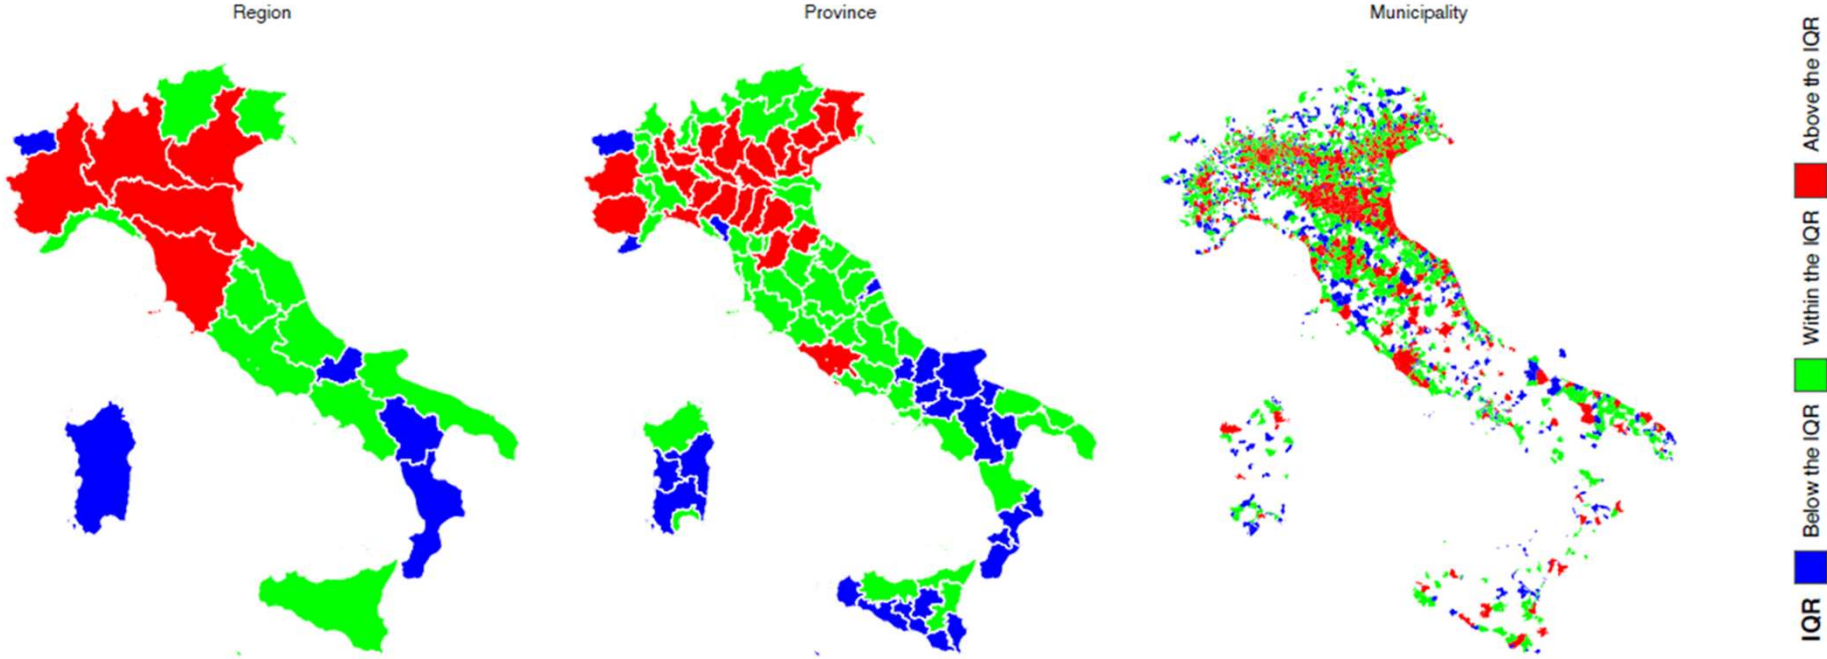 Region
Province
Municipality
IQR Below the IQR Within the IQR Above the IQR